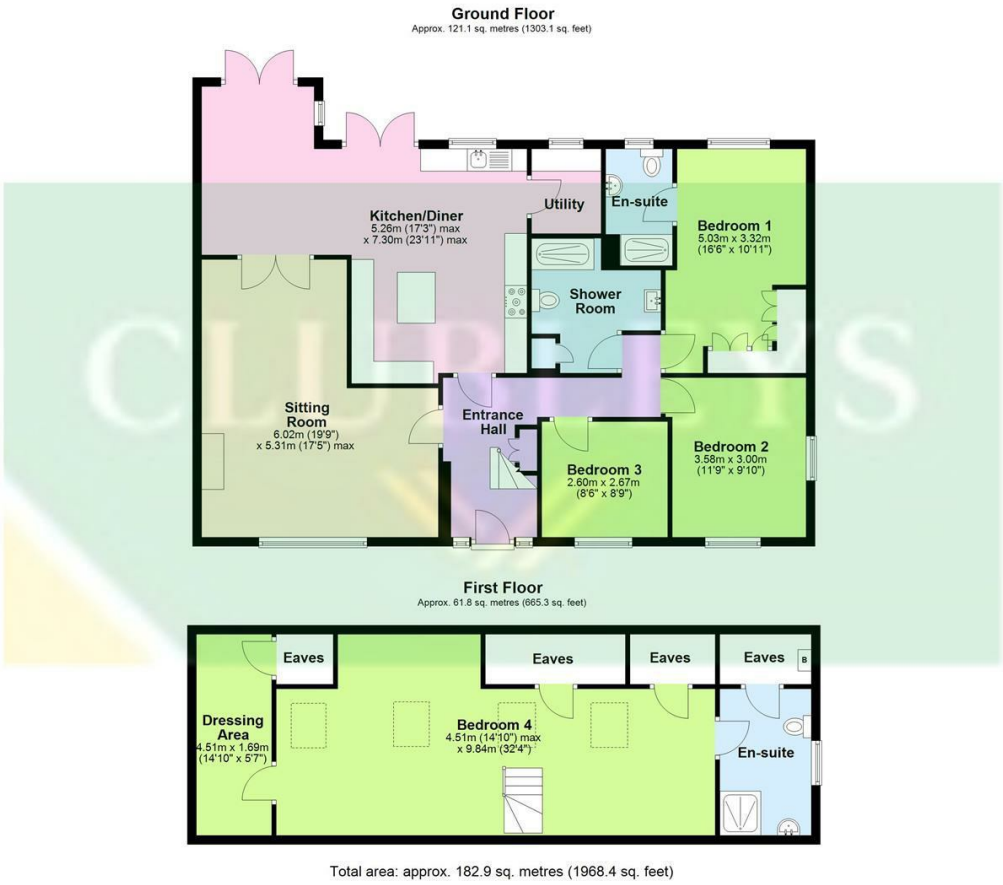 Ground Floor
Approx. 121.1 sq. metres (1303.1 sq. feet)
Kitchen/Diner
5.26m (17'3") max
x 7.30m (23'11") max
Utility
En-suite
Bedroom 1
5.03m x 3.32m
(16'6" x 10'11")
Shower
Room
Sitting
Room
6.02m (19'9")
x 5.31m (17'5") max
Entrance
Hall
Bedroom 3
2.60m x 2.67m
(8'6" x 8'9")
Bedroom 2
3.58m x 3.00m
(11'9" x 9'10")
CLUBLEYS
First Floor
Approx. 61.8 sq. metres (665.3 sq. feet)
Eaves
Eaves
Eaves
Eaves
B
Dressing
Area
4.51m x 1.69m
(14'10" x 5'7")
Bedroom 4
4.51m (14'10") max
x 9.84m (32'4")
En-suite
Total area: approx. 182.9 sq. metres (1968.4 sq. feet)